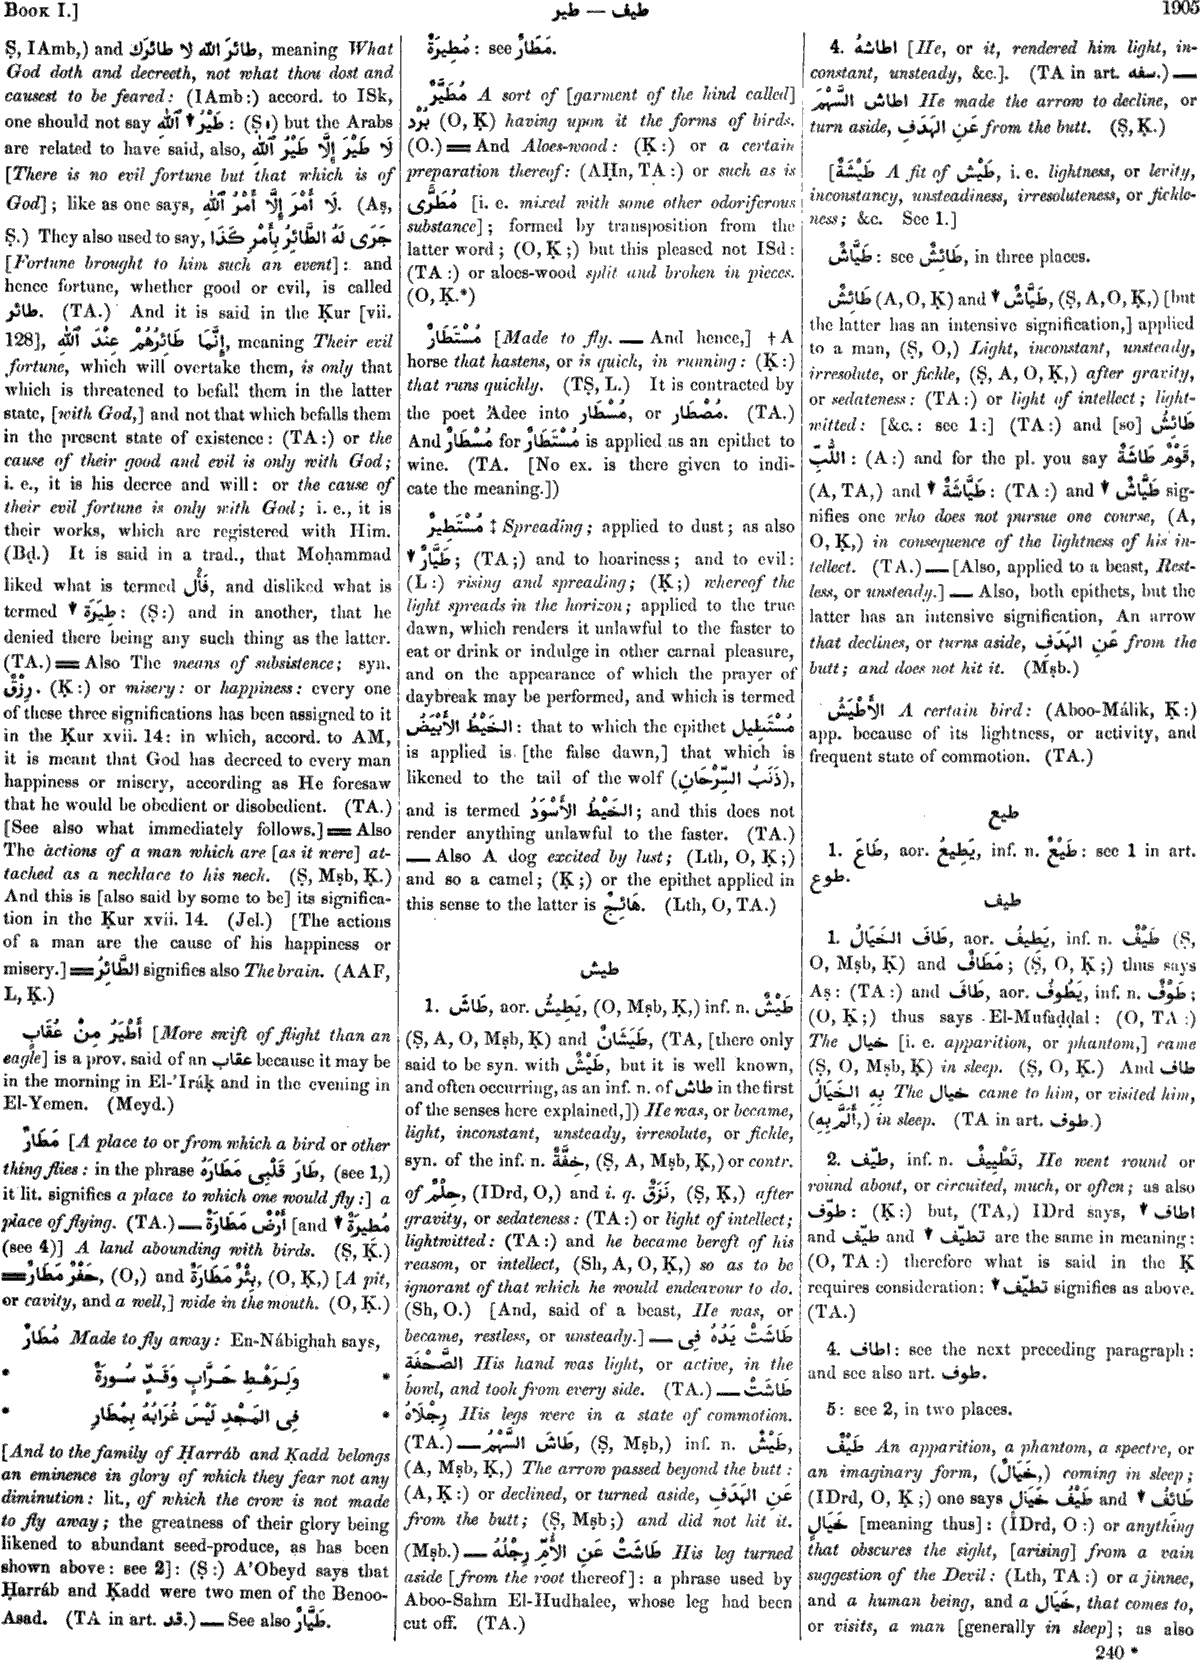 BOOK I.]
طيف — طير
1905
Ṣ, IAmb,) and طَائِرَ ٱللّٰهِ لَا طَائِرَكَ, meaning What
God doth and decreeth, not what thou dost and
causest to be feared: (IAmb:) accord. to ISk,
one should not say طَيْرَ ٱللّٰهِ: (Ṣ:) but the Arabs
are related to have said, also, لَا طَيْرَ إِلَّا طَيْرُ ٱللّٰهِ
[There is no evil fortune but that which is of
God]; like as one says, لَا أَمْرَ إِلَّا أَمْرُ ٱللّٰهِ. (Aṣ,
Ṣ.) They also used to say, جَرَى لَهُ الطَّائِرُ بِأَمْرِ كَذَا
[Fortune brought to him such an event]: and
hence fortune, whether good or evil, is called
طائر. (TA.) And it is said in the Ḳur [vii.
128], إِنَّمَا طَائِرُهُمْ عِنْدَ ٱللّٰهِ, meaning Their evil
fortune, which will overtake them, is only that
which is threatened to befall them in the latter
state, [with God,] and not that which befalls them
in the present state of existence: (TA:) or the
cause of their good and evil is only with God;
i. e., it is his decree and will: or the cause of
their evil fortune is only with God; i. e., it is
their works, which are registered with Him.
(Bḍ.) It is said in a trad., that Moḥammad
liked what is termed فَأْل, and disliked what is
termed ▼ طِيَرَة: (Ṣ:) and in another, that he
denied there being any such thing as the latter.
(TA.) ═ Also The means of subsistence; syn.
رِزْقٌ. (Ḳ:) or misery: or happiness: every one
of these three significations has been assigned to it
in the Ḳur xvii. 14: in which, accord. to AM,
it is meant that God has decreed to every man
happiness or misery, according as He foresaw
that he would be obedient or disobedient. (TA.)
[See also what immediately follows.] ═ Also
The actions of a man which are [as it were] at-
tached as a necklace to his neck. (Ṣ, Mṣb, Ḳ.)
And this is [also said by some to be] its significa-
tion in the Ḳur xvii. 14. (Jel.) [The actions
of a man are the cause of his happiness or
misery.] ═ الطَّائِرُ signifies also The brain. (AAF,
L, Ḳ.)
أَطْيَرُ مِنْ عُقَابٍ [More swift of flight than an
eagle] is a prov. said of an عقاب because it may be
in the morning in El-'Iráḳ and in the evening in
El-Yemen. (Meyd.)
مَطَارٌ [A place to or from which a bird or other
thing flies: in the phrase طَارَ قَلْبِى مَطَارَهُ, (see 1,)
it lit. signifies a place to which one would fly:] a
place of flying. (TA.) — أَرْضٌ مَطَارَةٌ [and ▼ مُطِيرَةٌ
(see 4)] A land abounding with birds. (Ṣ, Ḳ.)
═ حَفْرٌ مَطَارٌ, (O,) and بِئْرٌ مَطَارَةٌ, (O, Ḳ,) [A pit,
or cavity, and a well,] wide in the mouth. (O, Ḳ.)
مُطَارٌ Made to fly away: En-Nábighah says,
* وَلِرَهْطِ حَرَّابٍ وَقَدٍّ سُورَةٌ *
* فِى المَجْدِ لَيْسَ غُرَابُهُ بِمُطَارِ *
[And to the family of Ḥarráb and Ḳadd belongs
an eminence in glory of which they fear not any
diminution: lit., of which the crow is not made
to fly away; the greatness of their glory being
likened to abundant seed-produce, as has been
shown above: see 2]: (Ṣ:) A'Obeyd says that
Ḥarráb and Ḳadd were two men of the Benoo-
Asad. (TA in art. قد.) — See also طَيَّارٌ.
مُطِيرَةٌ: see مَطَارٌ.
مُطَيَّرٌ A sort of [garment of the kind called]
بُرْد (O, Ḳ) having upon it the forms of birds.
(O.) ═ And Aloes-wood: (Ḳ:) or a certain
preparation thereof: (AḤn, TA:) or such as is
مُطَرًّى [i. e. mixed with some other odoriferous
substance]; formed by transposition from the
latter word; (O, Ḳ;) but this pleased not ISd:
(TA:) or aloes-wood split and broken in pieces.
(O, Ḳ.*)
مُسْتَطَارٌ [Made to fly. — And hence,] † A
horse that hastens, or is quick, in running: (Ḳ:)
that runs quickly. (TṢ, L.) It is contracted by
the poet 'Adee into مُسْطَار, or مُصْطَار. (TA.)
And مُسْطَارٌ for مُسْتَطَارٌ is applied as an epithet to
wine. (TA. [No ex. is there given to indi-
cate the meaning.])
مُسْتَطِيرٌ ‡ Spreading; applied to dust; as also
▼ طَيَّارٌ; (TA;) and to hoariness; and to evil:
(L:) rising and spreading; (Ḳ;) whereof the
light spreads in the horizon; applied to the true
dawn, which renders it unlawful to the faster to
eat or drink or indulge in other carnal pleasure,
and on the appearance of which the prayer of
daybreak may be performed, and which is termed
الخَيْطُ الأَبْيَضُ: that to which the epithet مُسْتَطِيل
is applied is [the false dawn,] that which is
likened to the tail of the wolf (ذَنَبُ السِّرْحَانِ),
and is termed الخَيْطُ الأَسْوَدُ; and this does not
render anything unlawful to the faster. (TA.)
— Also A dog excited by lust; (Lth, O, Ḳ;)
and so a camel; (Ḳ;) or the epithet applied in
this sense to the latter is هَائِجٌ. (Lth, O, TA.)
طيش
1. طَاشَ, aor. يَطِيشُ, (O, Mṣb, Ḳ,) inf. n. طَيْشٌ
(Ṣ, A, O, Mṣb, Ḳ) and طَيَشَانٌ, (TA, [there only
said to be syn. with طَيْشٌ, but it is well known,
and often occurring, as an inf. n. of طاش in the first
of the senses here explained,]) He was, or became,
light, inconstant, unsteady, irresolute, or fickle,
syn. of the inf. n. خِفَّةٌ, (Ṣ, A, Mṣb, Ḳ,) or contr.
of حِلْمٌ, (IDrd, O,) and i. q. نَزَقٌ, (Ṣ, Ḳ,) after
gravity, or sedateness: (TA:) or light of intellect;
lightwitted: (TA:) and he became bereft of his
reason, or intellect, (Sh, A, O, Ḳ,) so as to be
ignorant of that which he would endeavour to do.
(Sh, O.) [And, said of a beast, He was, or
became, restless, or unsteady.] — طَاشَتْ يَدُهُ فِى
الصَّحْفَةِ His hand was light, or active, in the
bowl, and took from every side. (TA.) — طَاشَتْ
رِجْلَاهُ His legs were in a state of commotion.
(TA.) — طَاشَ السَّهْمُ, (Ṣ, Mṣb,) inf. n. طَيْشٌ,
(A, Mṣb, Ḳ,) The arrow passed beyond the butt:
(A, Ḳ:) or declined, or turned aside, عَنِ الهَدَفِ
from the butt; (Ṣ, Mṣb;) and did not hit it.
(Mṣb.) — طَاشَتْ عَنِ الأُمِّ رِجْلُهُ His leg turned
aside [from the root thereof]: a phrase used by
Aboo-Sahm El-Hudhalee, whose leg had been
cut off. (TA.)
4. اطاشهُ [He, or it, rendered him light, in-
constant, unsteady, &c.]. (TA in art. سفه.) —
اطاش السَّهْمَ He made the arrow to decline, or
turn aside, عَنِ الهَدَفِ from the butt. (Ṣ, Ḳ.)
[طَيْشَةٌ A fit of طَيْش, i. e. lightness, or levity,
inconstancy, unsteadiness, irresoluteness, or fickle-
ness; &c. See 1.]
طَيَّاشٌ: see طَائِشٌ, in three places.
طَائِشٌ (A, O, Ḳ) and ▼ طَيَّاشٌ, (Ṣ, A, O, Ḳ,) [but
the latter has an intensive signification,] applied
to a man, (Ṣ, O,) Light, inconstant, unsteady,
irresolute, or fickle, (Ṣ, A, O, Ḳ,) after gravity,
or sedateness: (TA:) or light of intellect; light-
witted: [&c.: see 1:] (TA:) and [so] طَائِشُ
اللُّبِّ: (A:) and for the pl. you say قَوْمٌ طَاشَةٌ,
(A, TA,) and ▼ طَيَّاشَةٌ: (TA:) and ▼ طَيَّاشٌ sig-
nifies one who does not pursue one course, (A,
O, Ḳ,) in consequence of the lightness of his in-
tellect. (TA.) — [Also, applied to a beast, Rest-
less, or unsteady.] — Also, both epithets, but the
latter has an intensive signification, An arrow
that declines, or turns aside, عَنِ الهَدَفِ from the
butt; and does not hit it. (Mṣb.)
الأَطْيَشُ A certain bird: (Aboo-Málik, Ḳ:)
app. because of its lightness, or activity, and
frequent state of commotion. (TA.)
طيع
1. طَاعَ, aor. يَطِيعُ, inf. n. طَيْعٌ: see 1 in art.
طوع.
طيف
1. طَافَ الخَيَالُ, aor. يَطِيفُ, inf. n. طَيْفٌ (Ṣ,
O, Mṣb, Ḳ) and مَطَافٌ; (Ṣ, O, Ḳ;) thus says
Aṣ: (TA:) and طَافَ, aor. يَطُوفُ, inf. n. طَوْفٌ;
(O, Ḳ;) thus says El-Mufaḍḍal: (O, TA:)
The خيال [i. e. apparition, or phantom,] came
(Ṣ, O, Mṣb, Ḳ) in sleep. (Ṣ, O, Ḳ.) And طاف
بِهِ الخَيَالُ The خيال came to him, or visited him,
(أَلَمَّ بِهِ,) in sleep. (TA in art. طوف.)
2. طيّف, inf. n. تَطْيِيفٌ, He went round or
round about, or circuited, much, or often; as also
طوّف: (Ḳ:) but, (TA,) IDrd says, ▼ اطاف
and طيّف and ▼ تطيّف are the same in meaning:
(O, TA:) therefore what is said in the Ḳ
requires consideration: ▼ تطيّف signifies as above.
(TA.)
4. اطاف: see the next preceding paragraph:
and see also art. طوف.
5: see 2, in two places.
طَيْفٌ An apparition, a phantom, a spectre, or
an imaginary form, (خَيَالٌ,) coming in sleep;
(IDrd, O, Ḳ;) one says طَيْفُ خَيَالٍ and ▼ طَائِفُ
خَيَالٍ [meaning thus]: (IDrd, O:) or anything
that obscures the sight, [arising] from a vain
suggestion of the Devil: (Lth, TA:) or a jinnee,
and a human being, and a خَيَال, that comes to,
or visits, a man [generally in sleep]; as also
240 *